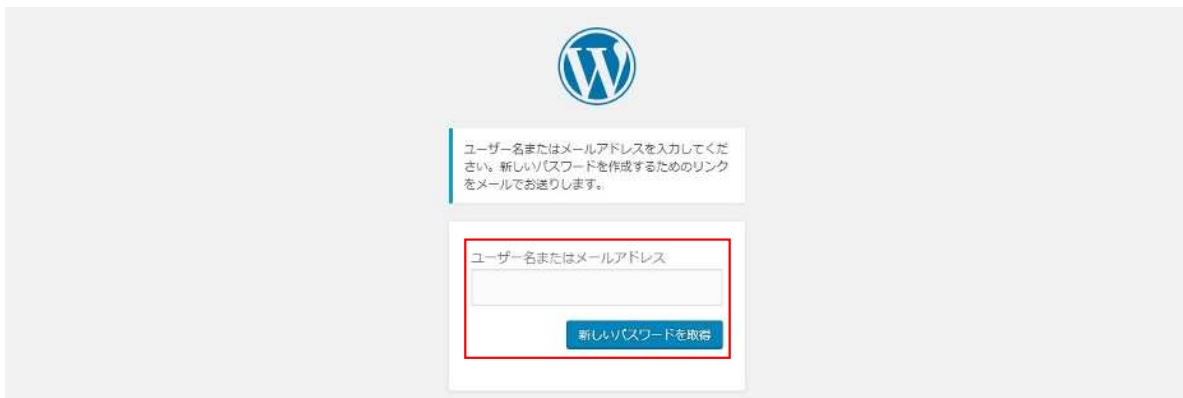 ユーザー名またはメールアドレスを入力してくだ
さい。新しいパスワードを作成するためのリンク
をメールでお送りします。
ユーザー名またはメールアドレス
新しいパスワードを取得